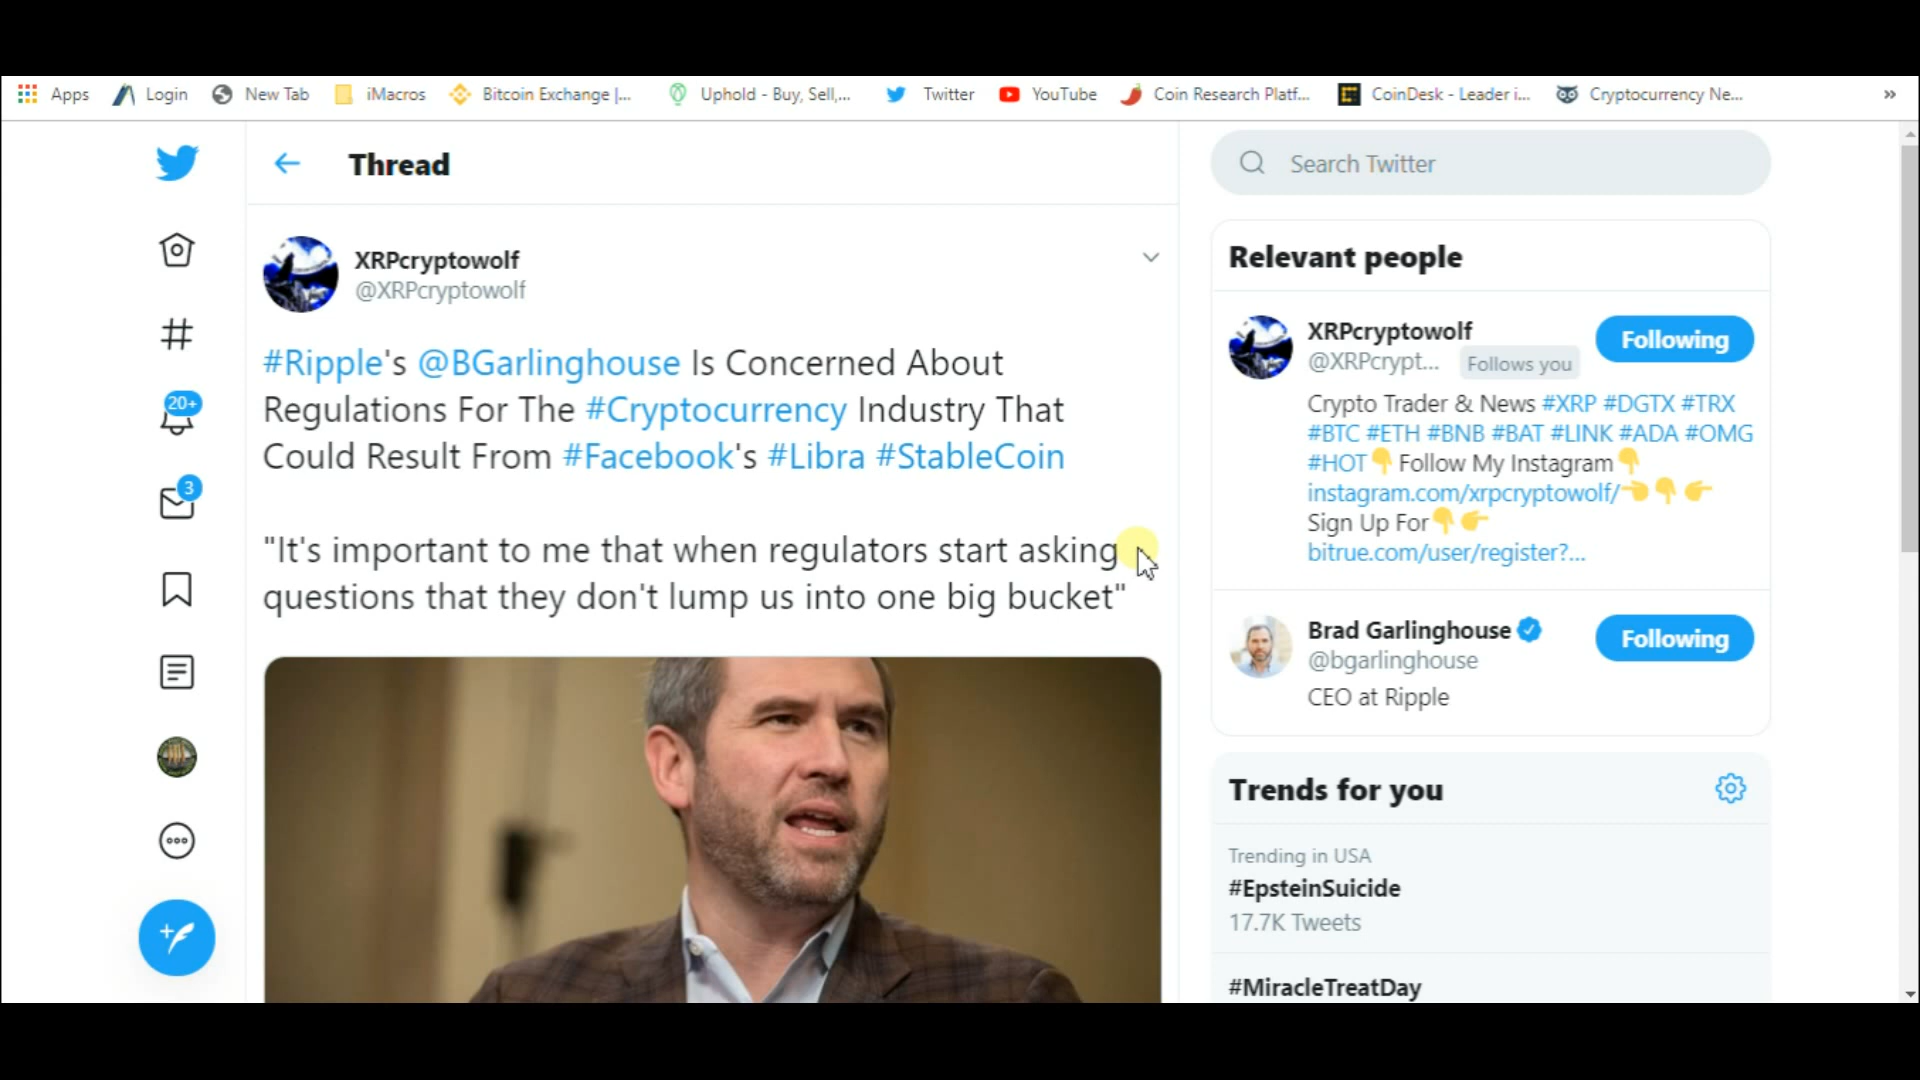 Apps Login New Tab iMacros Bitcoin Exchange |... Uphold - Buy, Sell,... Twitter YouTube Coin Research Platf... CoinDesk - Leader i... Cryptocurrency Ne... »
Thread
Search Twitter
XRPcryptowolf
@XRPcryptowolf
#Ripple's @BGarlinghouse Is Concerned About
Regulations For The #Cryptocurrency Industry That
Could Result From #Facebook's #Libra #StableCoin
"It's important to me that when regulators start asking
questions that they don't lump us into one big bucket"
20+
3
Relevant people
XRPcryptowolf
@XRPcrypt... Follows you
Following
Crypto Trader & News #XRP #DGTX #TRX
#BTC #ETH #BNB #BAT #LINK #ADA #OMG
#HOT👇 Follow My Instagram👇
instagram.com/xrpcryptowolf/👈👇👉
Sign Up For👇👉
bitrue.com/user/register?...
Brad Garlinghouse
@bgarlinghouse
Following
CEO at Ripple
Trends for you
Trending in USA
#EpsteinSuicide
17.7K Tweets
#MiracleTreatDay